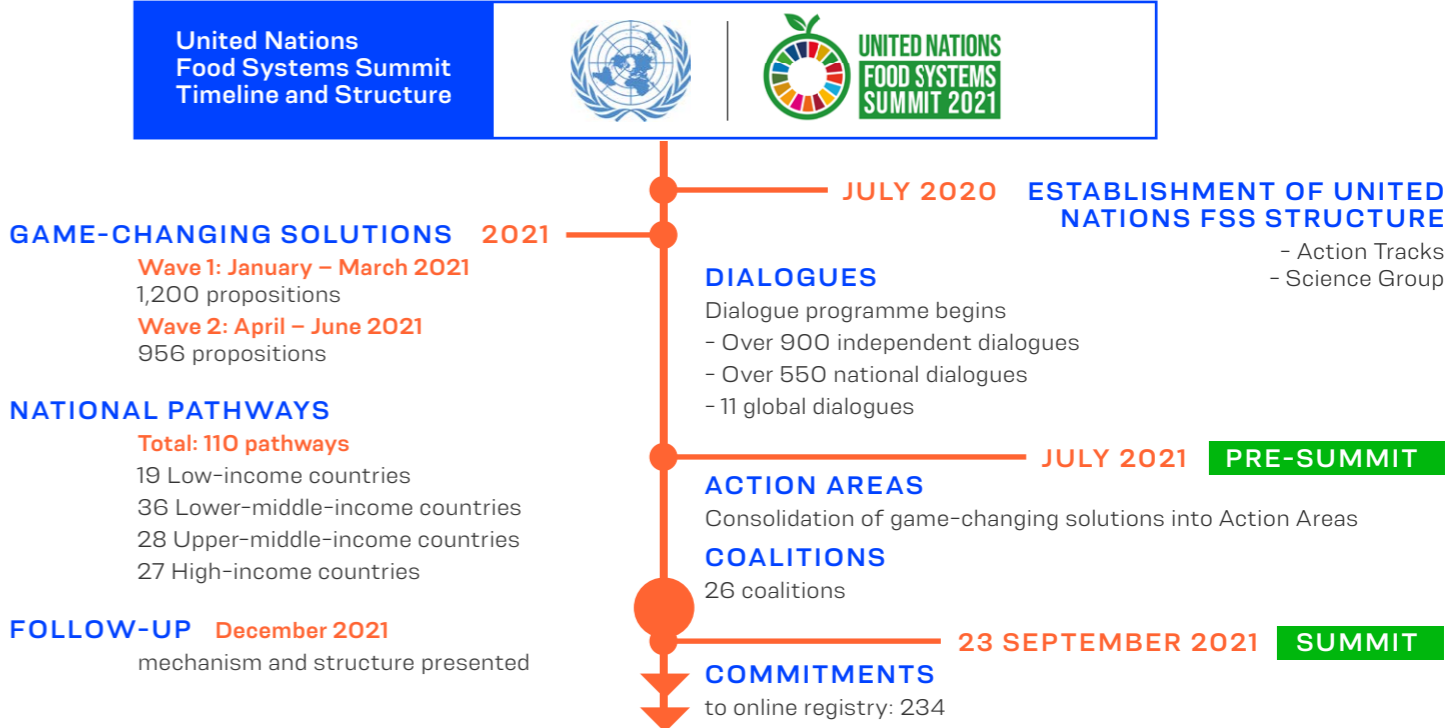 United Nations
Food Systems Summit
Timeline and Structure
UNITED NATIONS
FOOD SYSTEMS
SUMMIT 2021
JULY 2020 ESTABLISHMENT OF UNITED
NATIONS FSS STRUCTURE
- Action Tracks
- Science Group
GAME-CHANGING SOLUTIONS 2021
Wave 1: January – March 2021
1,200 propositions
Wave 2: April – June 2021
956 propositions
DIALOGUES
Dialogue programme begins
- Over 900 independent dialogues
- Over 550 national dialogues
- 11 global dialogues
NATIONAL PATHWAYS
Total: 110 pathways
19 Low-income countries
36 Lower-middle-income countries
28 Upper-middle-income countries
27 High-income countries
JULY 2021 PRE-SUMMIT
ACTION AREAS
Consolidation of game-changing solutions into Action Areas
COALITIONS
26 coalitions
FOLLOW-UP December 2021
mechanism and structure presented
23 SEPTEMBER 2021 SUMMIT
COMMITMENTS
to online registry: 234